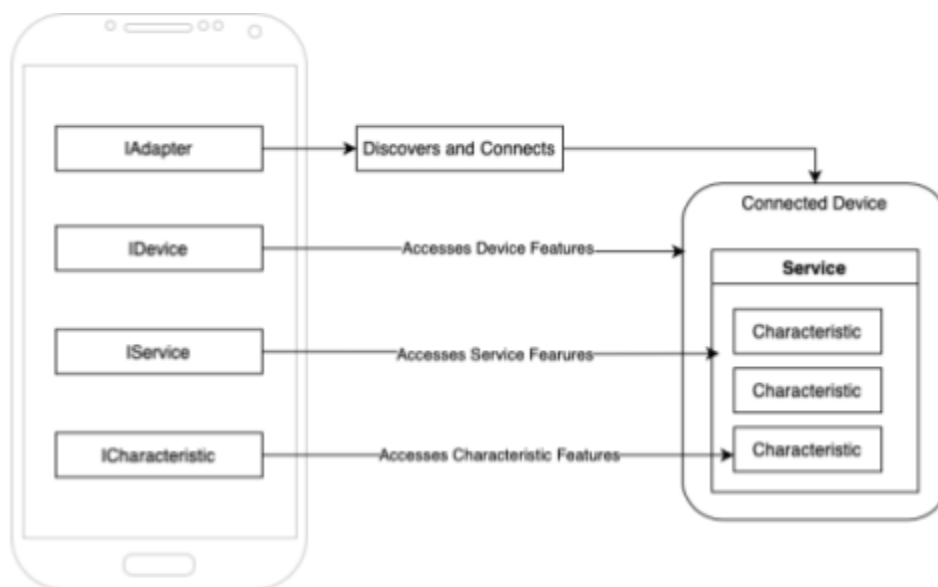 IAdapter
Discovers and Connects
Connected Device
IDevice
Accesses Device Features
Service
Characteristic
IService
Accesses Service Fearures
Characteristic
ICharacteristic
Accesses Characteristic Features
Characteristic